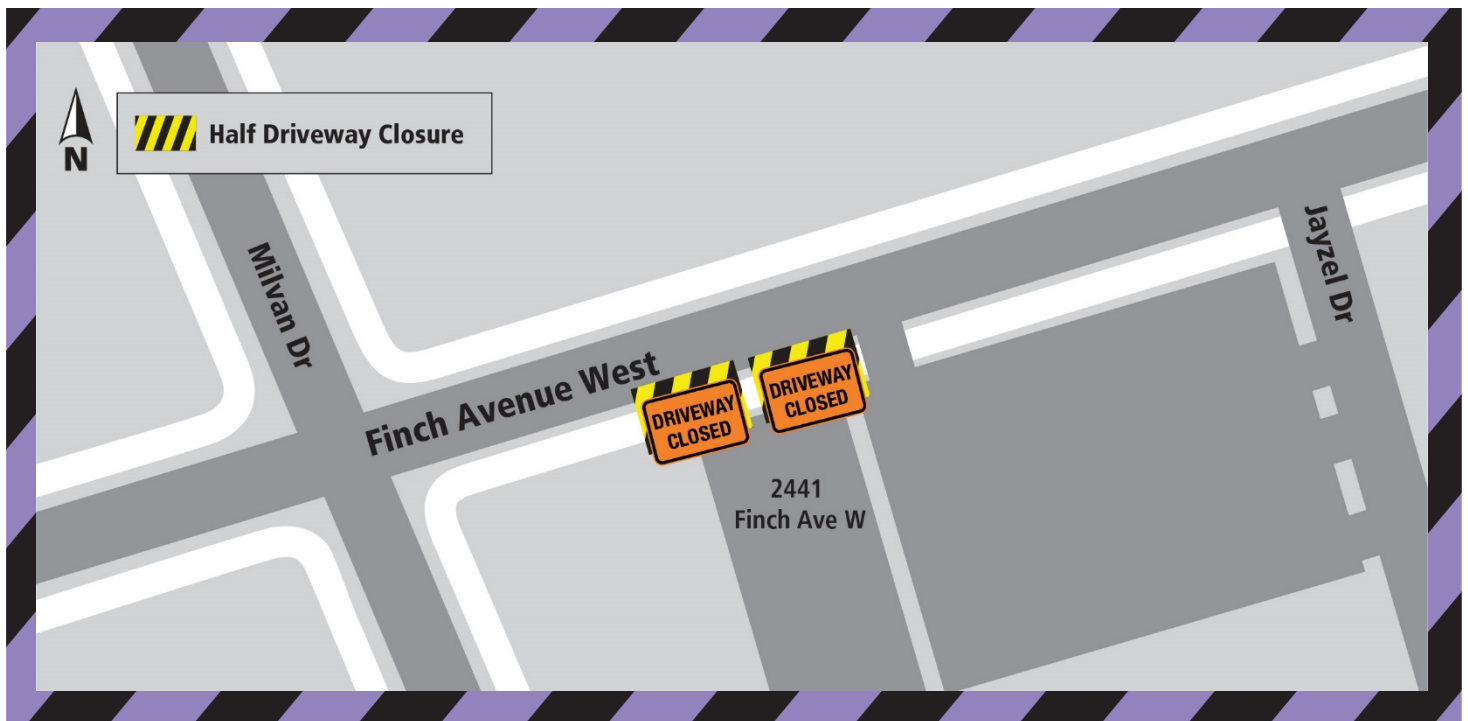 N
Half Driveway Closure
Milvan Dr
Jayzel Dr
Finch Avenue West
DRIVEWAY
CLOSED
DRIVEWAY
CLOSED
2441
Finch Ave W